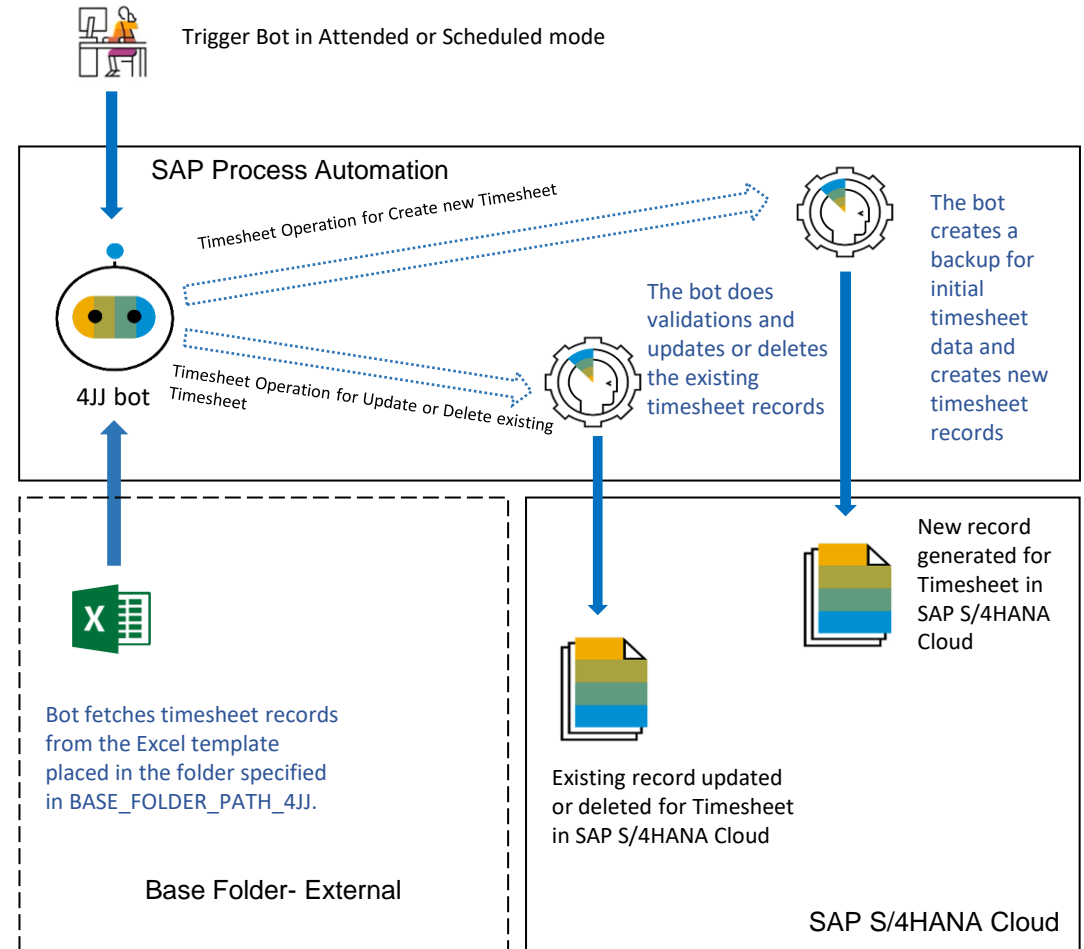 Trigger Bot in Attended or Scheduled mode
SAP Process Automation
Timesheet Operation for Create new Timesheet
The bot
creates a
backup for
initial
timesheet
data and
creates new
timesheet
records
The bot does
validations and
updates or deletes
the existing
timesheet records
4JJ bot
Timesheet Operation for Update or Delete existing
Timesheet
X
New record
generated for
Timesheet in
SAP S/4HANA
Cloud
Bot fetches timesheet records
from the Excel template
placed in the folder specified
in BASE_FOLDER_PATH_4JJ.
Existing record updated
or deleted for Timesheet
in SAP S/4HANA Cloud
Base Folder- External
SAP S/4HANA Cloud